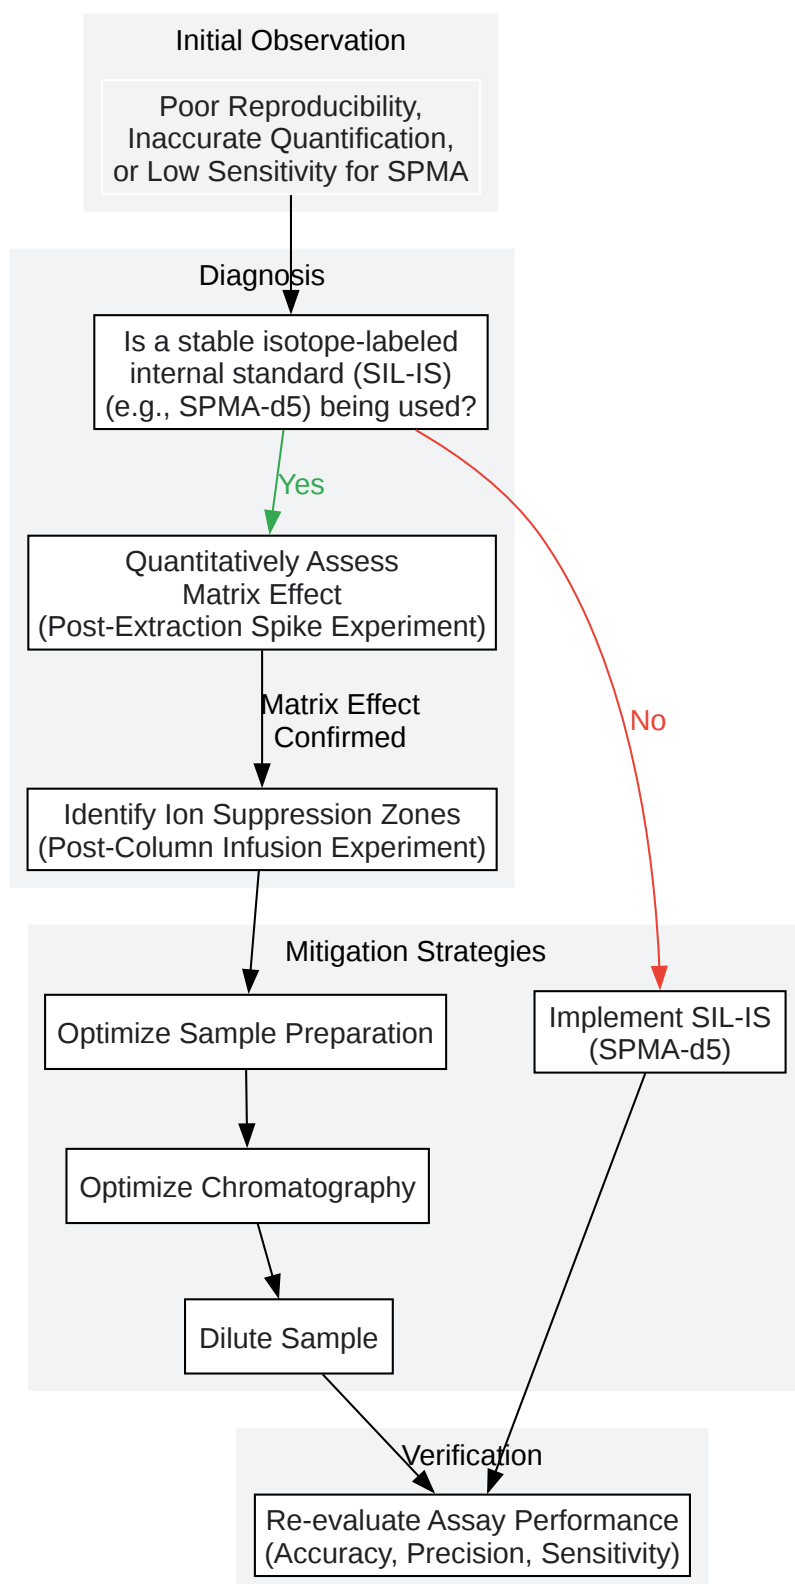 Initial Observation
Poor Reproducibility,
Inaccurate Quantification,
or Low Sensitivity for SPMA
Diagnosis
Is a stable isotope-labeled
internal standard (SIL-IS)
(e.g., SPMA-d5) being used?
Yes
Quantitatively Assess
Matrix Effect
(Post-Extraction Spike Experiment)
Matrix Effect
Confirmed
No
Identify Ion Suppression Zones
(Post-Column Infusion Experiment)
Mitigation Strategies
Optimize Sample Preparation
Implement SIL-IS
(SPMA-d5)
Optimize Chromatography
Dilute Sample
Verification
Re-evaluate Assay Performance
(Accuracy, Precision, Sensitivity)